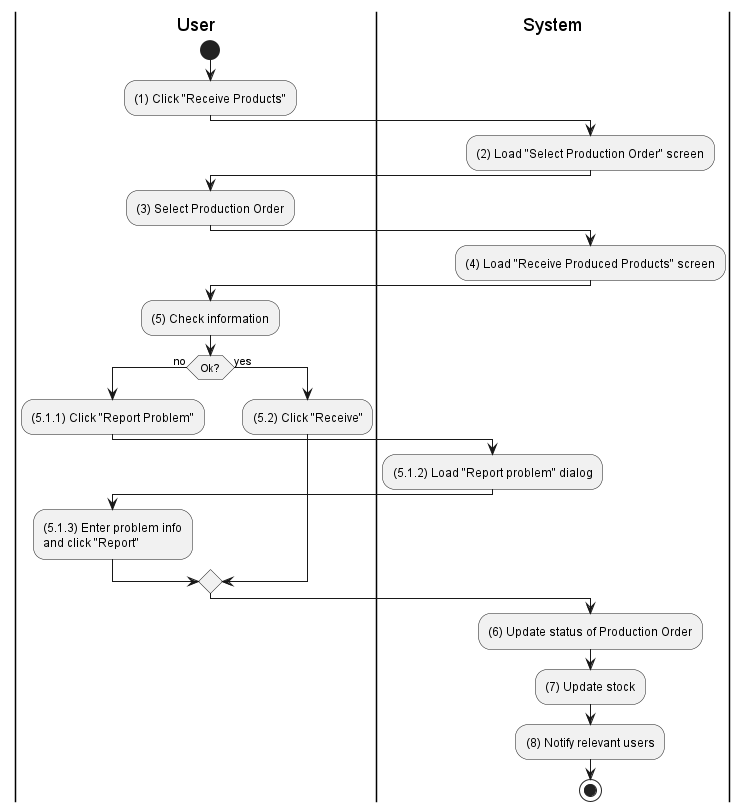 User
System
(1) Click "Receive Products"
(2) Load "Select Production Order" screen
(3) Select Production Order
(4) Load "Receive Produced Products" screen
(5) Check information
no
Ok?
yes
(5.1.1) Click "Report Problem"
(5.2) Click "Receive"
(5.1.2) Load "Report problem" dialog
(5.1.3) Enter problem info
and click "Report"
(6) Update status of Production Order
(7) Update stock
(8) Notify relevant users